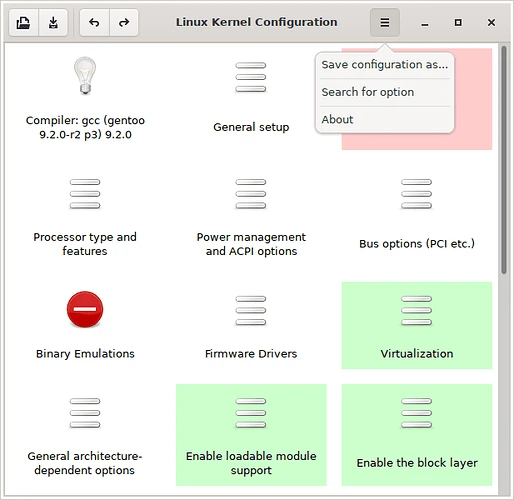 Linux Kernel Configuration
Save configuration as...
Search for option
About
Compiler: gcc (gentoo
9.2.0-r2 p3) 9.2.0
General setup
Processor type and
features
Power management
and ACPI options
Bus options (PCI etc.)
Binary Emulations
Firmware Drivers
Virtualization
General architecture-
dependent options
Enable loadable module
support
Enable the block layer